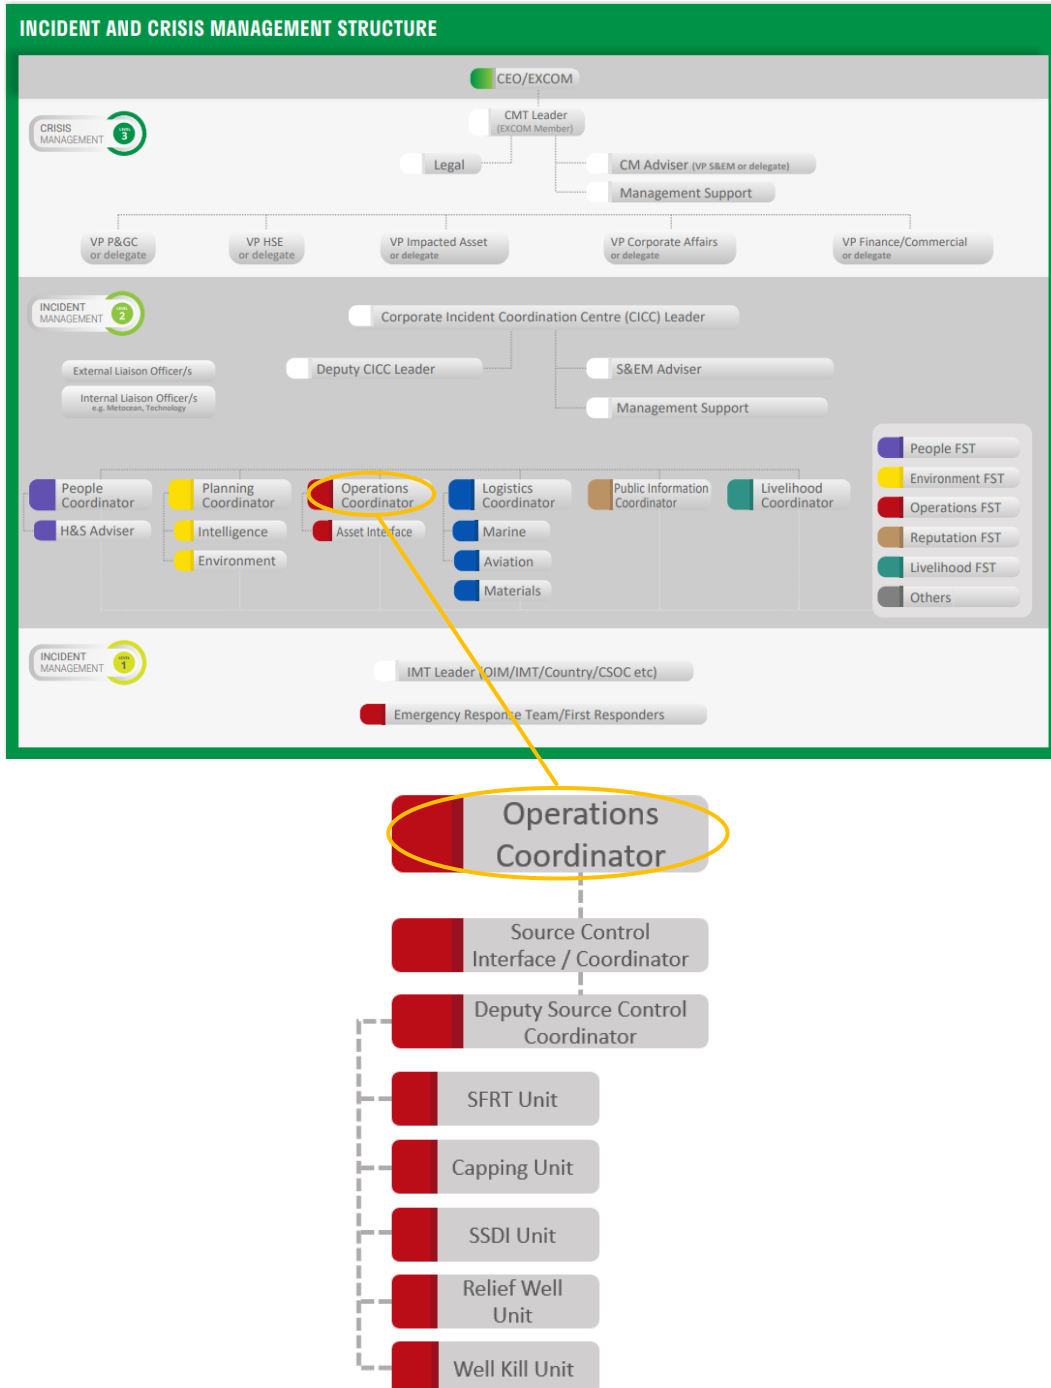 INCIDENT AND CRISIS MANAGEMENT STRUCTURE
CEO/EXCOM
CRISIS
MANAGEMENT
LEVEL
3
CMT Leader
(EXCOM Member)
Legal
CM Adviser (VP S&EM or delegate)
Management Support
VP P&GC
or delegate
VP HSE
or delegate
VP Impacted Asset
or delegate
VP Corporate Affairs
or delegate
VP Finance/Commercial
or delegate
INCIDENT
MANAGEMENT
LEVEL
2
Corporate Incident Coordination Centre (CICC) Leader
External Liaison Officer/s
Internal Liaison Officer/s
e.g. Metocean, Technology
Deputy CICC Leader
S&EM Adviser
Management Support
People
Coordinator
H&S Adviser
Planning
Coordinator
Intelligence
Environment
Operations
Coordinator
Asset Interface
Logistics
Coordinator
Marine
Aviation
Materials
Public Information
Coordinator
Livelihood
Coordinator
People FST
Environment FST
Operations FST
Reputation FST
Livelihood FST
Others
INCIDENT
MANAGEMENT
LEVEL
1
IMT Leader (OIM/IMT/Country/CSOC etc)
Emergency Response Team/First Responders
Operations
Coordinator
Source Control
Interface / Coordinator
Deputy Source Control
Coordinator
SFRT Unit
Capping Unit
SSDI Unit
Relief Well
Unit
Well Kill Unit